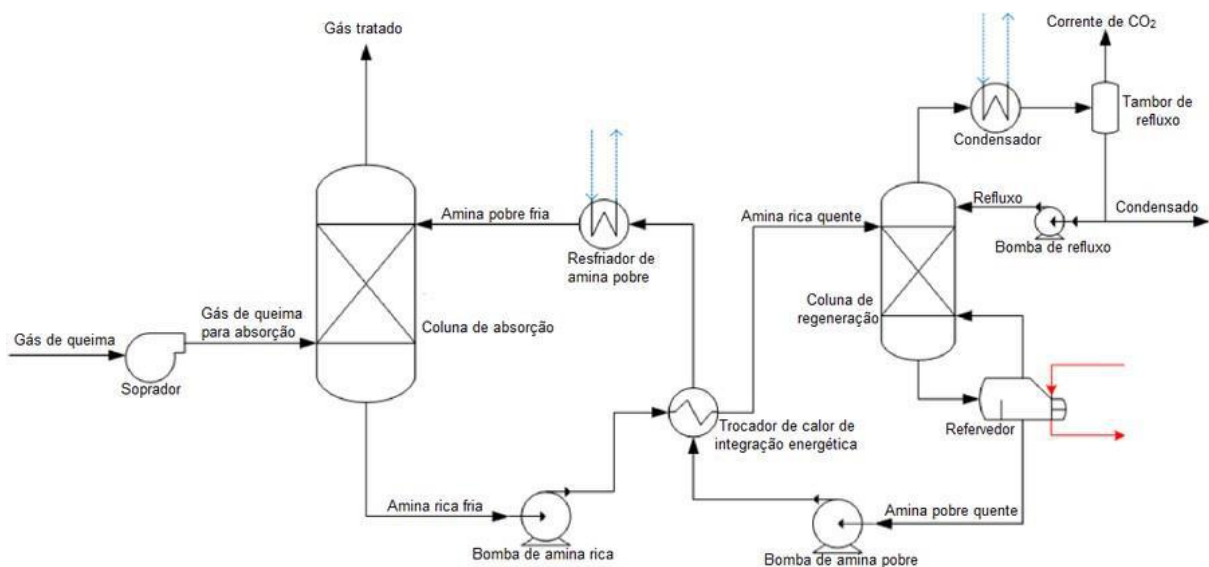 Gás tratado
Corrente de CO₂
Tambor de
refluxo
Condensador
Amina pobre fria
Resfriador de
amina pobre
Amina rica quente
Refluxo
Condensado
Bomba de refluxo
Gás de queima
Gás de queima
para absorção
Soprador
Coluna de absorção
Coluna de
regeneração
Trocador de calor de
integração energética
Refervedor
Amina rica fria
Bomba de amina rica
Amina pobre quente
Bomba de amina pobre